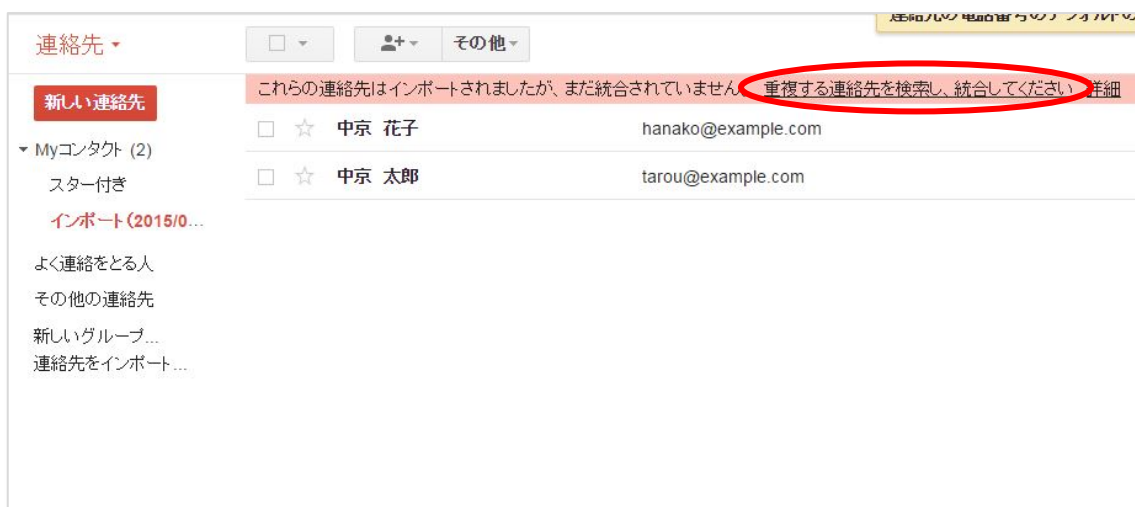 連絡先
その他
新しい連絡先
これらの連絡先はインポートされましたが、まだ統合されていません 重複する連絡先を検索し、統合してください 詳細
中京 花子 hanako@example.com
中京 太郎 tarou@example.com
Myコンタクト (2)
スター付き
インポート(2015/0...
よく連絡をとる人
その他の連絡先
新しいグループ...
連絡先をインポート...